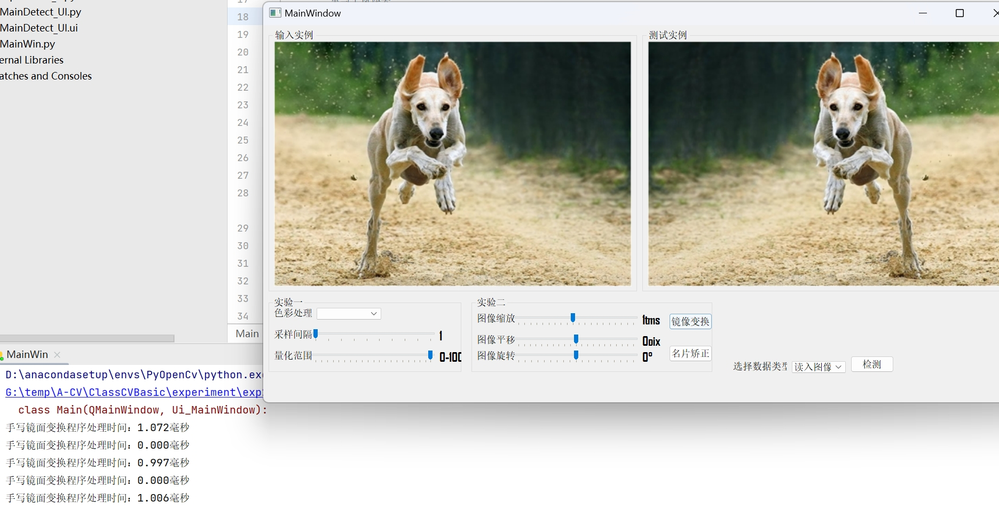 MainDetect_UI.py
MainDetect_UI.ui
MainWin.py
ernal Libraries
atches and Consoles
17
18
19
20
21
22
23
24
25
26
27
28
29
30
31
32
33
34
Main
MainWindow
输入实例
测试实例
实验一
色彩处理
采样间隔 1
量化范围 0-100
实验二
图像缩放 1tms 镜像变换
图像平移 0pix
图像旋转 0° 名片矫正
选择数据类型 读入图像 检测
MainWin
D:\anacondasetup\envs\PyOpenCv\python.ex
G:\temp\A-CV\ClassCVBasic\experiment\exp
class Main(QMainWindow, Ui_MainWindow):
手写镜面变换程序处理时间：1.072毫秒
手写镜面变换程序处理时间：0.000毫秒
手写镜面变换程序处理时间：0.997毫秒
手写镜面变换程序处理时间：0.000毫秒
手写镜面变换程序处理时间：1.006毫秒